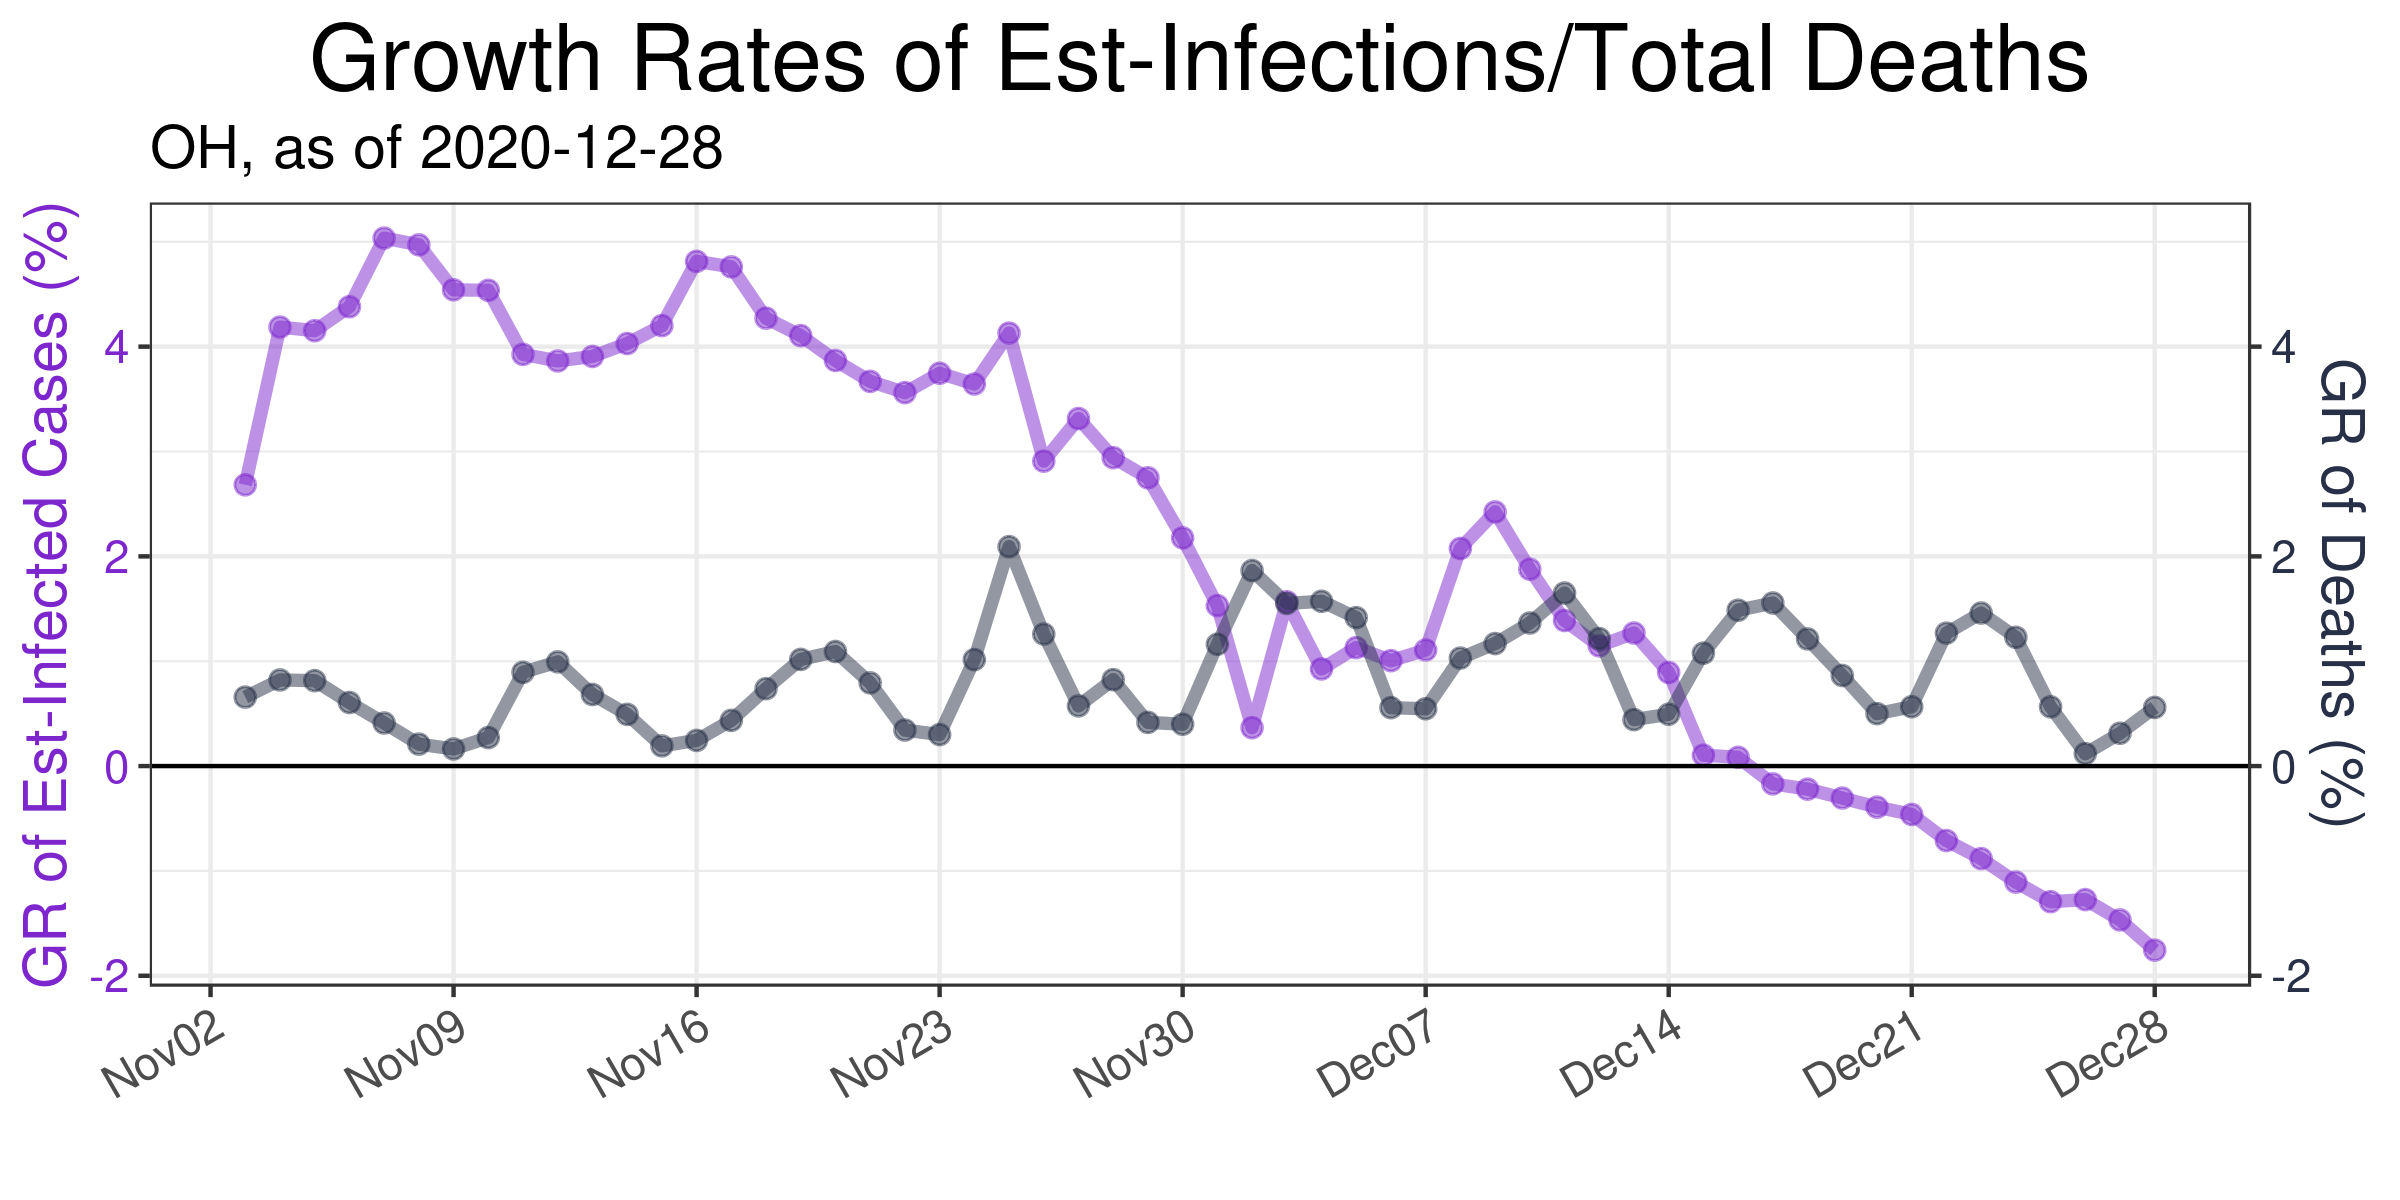 Growth Rates of Est-Infections/Total Deaths
OH, as of 2020-12-28
GR of Est-Infected Cases (%)
4
2
0
-2
4
2
0
-2
GR of Deaths (%)
Nov02
Nov09
Nov16
Nov23
Nov30
Dec07
Dec14
Dec21
Dec28